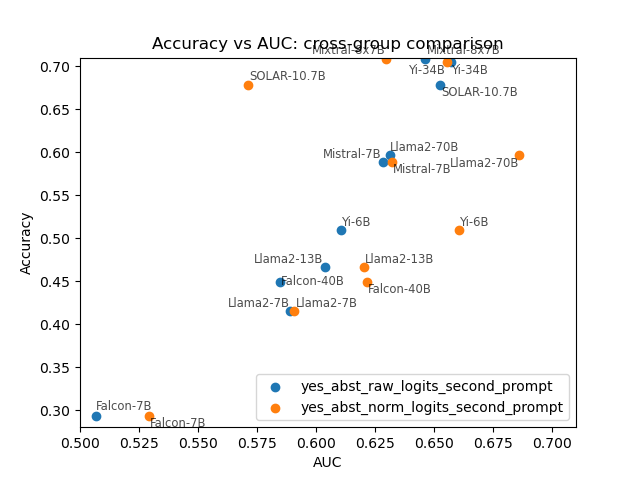 Accuracy vs AUC: cross-group comparison
Mixtral-8x7B
Mixtral-8x7B
0.70
Yi-34B
Yi-34B
SOLAR-10.7B
SOLAR-10.7B
0.65
0.60
Llama2-70B
Mistral-7B
Llama2-70B
Mistral-7B
0.55
Yi-6B
Yi-6B
0.50
Accuracy
Llama2-13B
Llama2-13B
0.45
Falcon-40B
Falcon-40B
Llama2-7B
Llama2-7B
0.40
0.35
yes_abst_raw_logits_second_prompt
yes_abst_norm_logits_second_prompt
0.30
Falcon-7B
Falcon-7B
0.500 0.525 0.550 0.575 0.600 0.625 0.650 0.675 0.700
AUC